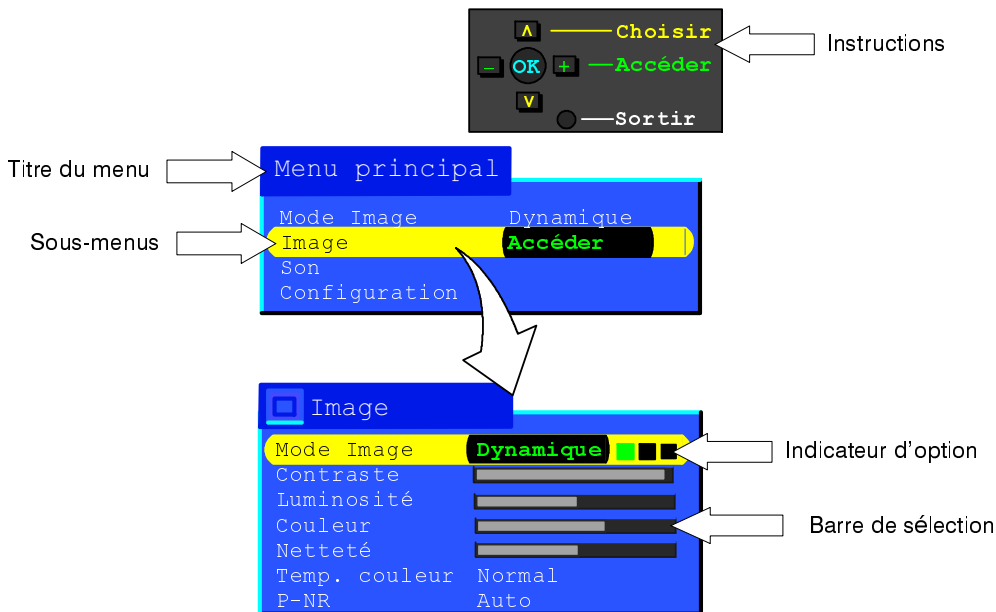 Choisir
Instructions
OK
Accéder
Sortir
Titre du menu
Menu principal
Mode Image Dynamique
Sous-menus
Image Accéder
Son
Configuration
Image
Mode Image Dynamique
Indicateur d'option
Contraste
Luminosité
Couleur
Barre de sélection
Netteté
Temp. couleur Normal
P-NR Auto